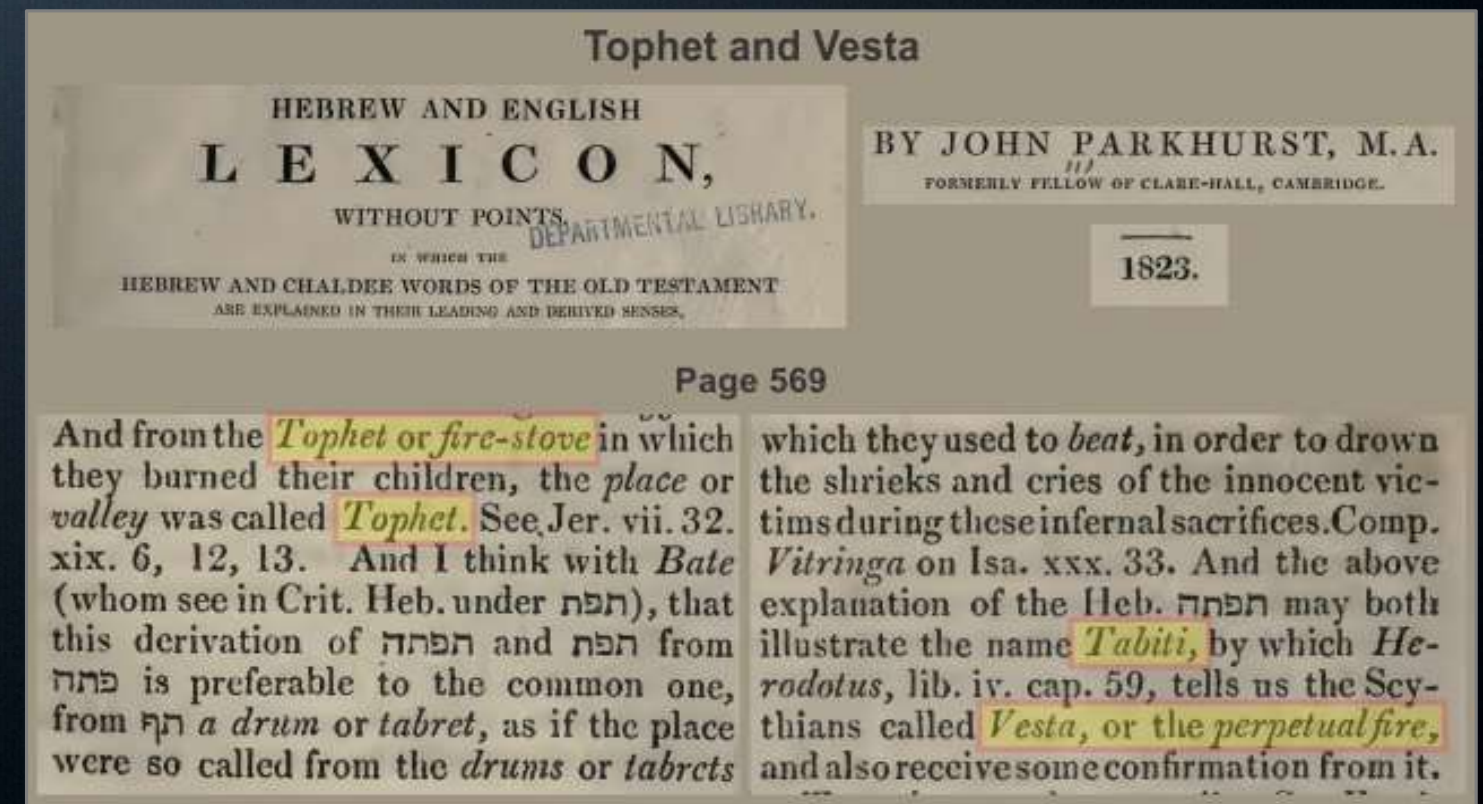 Tophet and Vesta
HEBREW AND ENGLISH
LEXICON,
WITHOUT POINTS,
DEPARTMENTAL LIBRARY.
IN WHICH THE
HEBREW AND CHALDEE WORDS OF THE OLD TESTAMENT
ARE EXPLAINED IN THEIR LEADING AND DERIVED SENSES,
BY JOHN PARKHURST, M.A.
FORMERLY FELLOW OF CLARE-HALL, CAMBRIDGE.
1823.
Page 569
And from the Tophet or fire-stove in which
they burned their children, the place or
valley was called Tophet. See Jer. vii. 32.
xix. 6, 12, 13. And I think with Bate
(whom see in Crit. Heb. under תפת), that
this derivation of תפתה and תפת from
פתה is preferable to the common one,
from תף a drum or tabret, as if the place
were so called from the drums or tabrets
which they used to beat, in order to drown
the shrieks and cries of the innocent vic-
tims during these infernal sacrifices. Comp.
Vitringa on Isa. xxx. 33. And the above
explanation of the Heb. תפתה may both
illustrate the name Tabiti, by which He-
rodotus, lib. iv. cap. 59, tells us the Scy-
thians called Vesta, or the perpetual fire,
and also receive some confirmation from it.